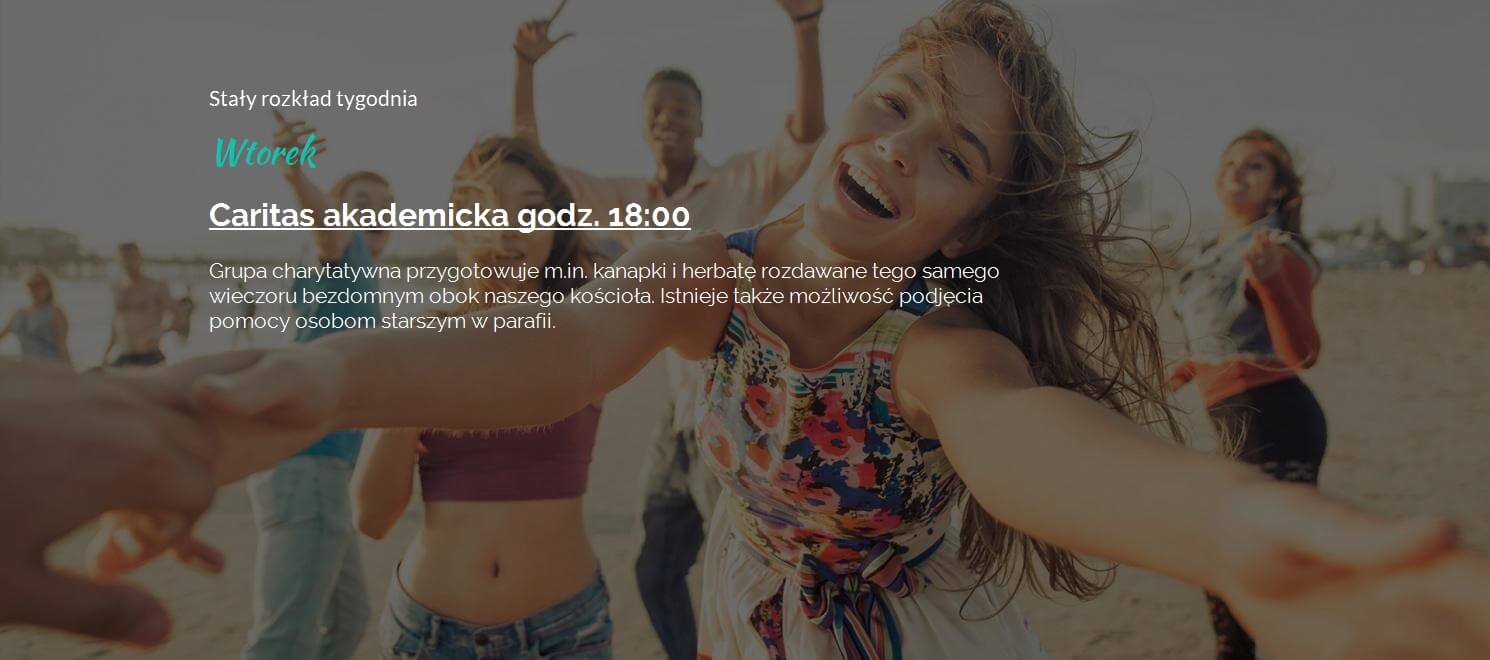 Stały rozkład tygodnia
Wtorek
Caritas akademicka godz. 18:00
Grupa charytatywna przygotowuje m.in. kanapki i herbatę rozdawane tego samego
wieczoru bezdomnym obok naszego kościoła. Istnieje także możliwość podjęcia
pomocy osobom starszym w parafii.